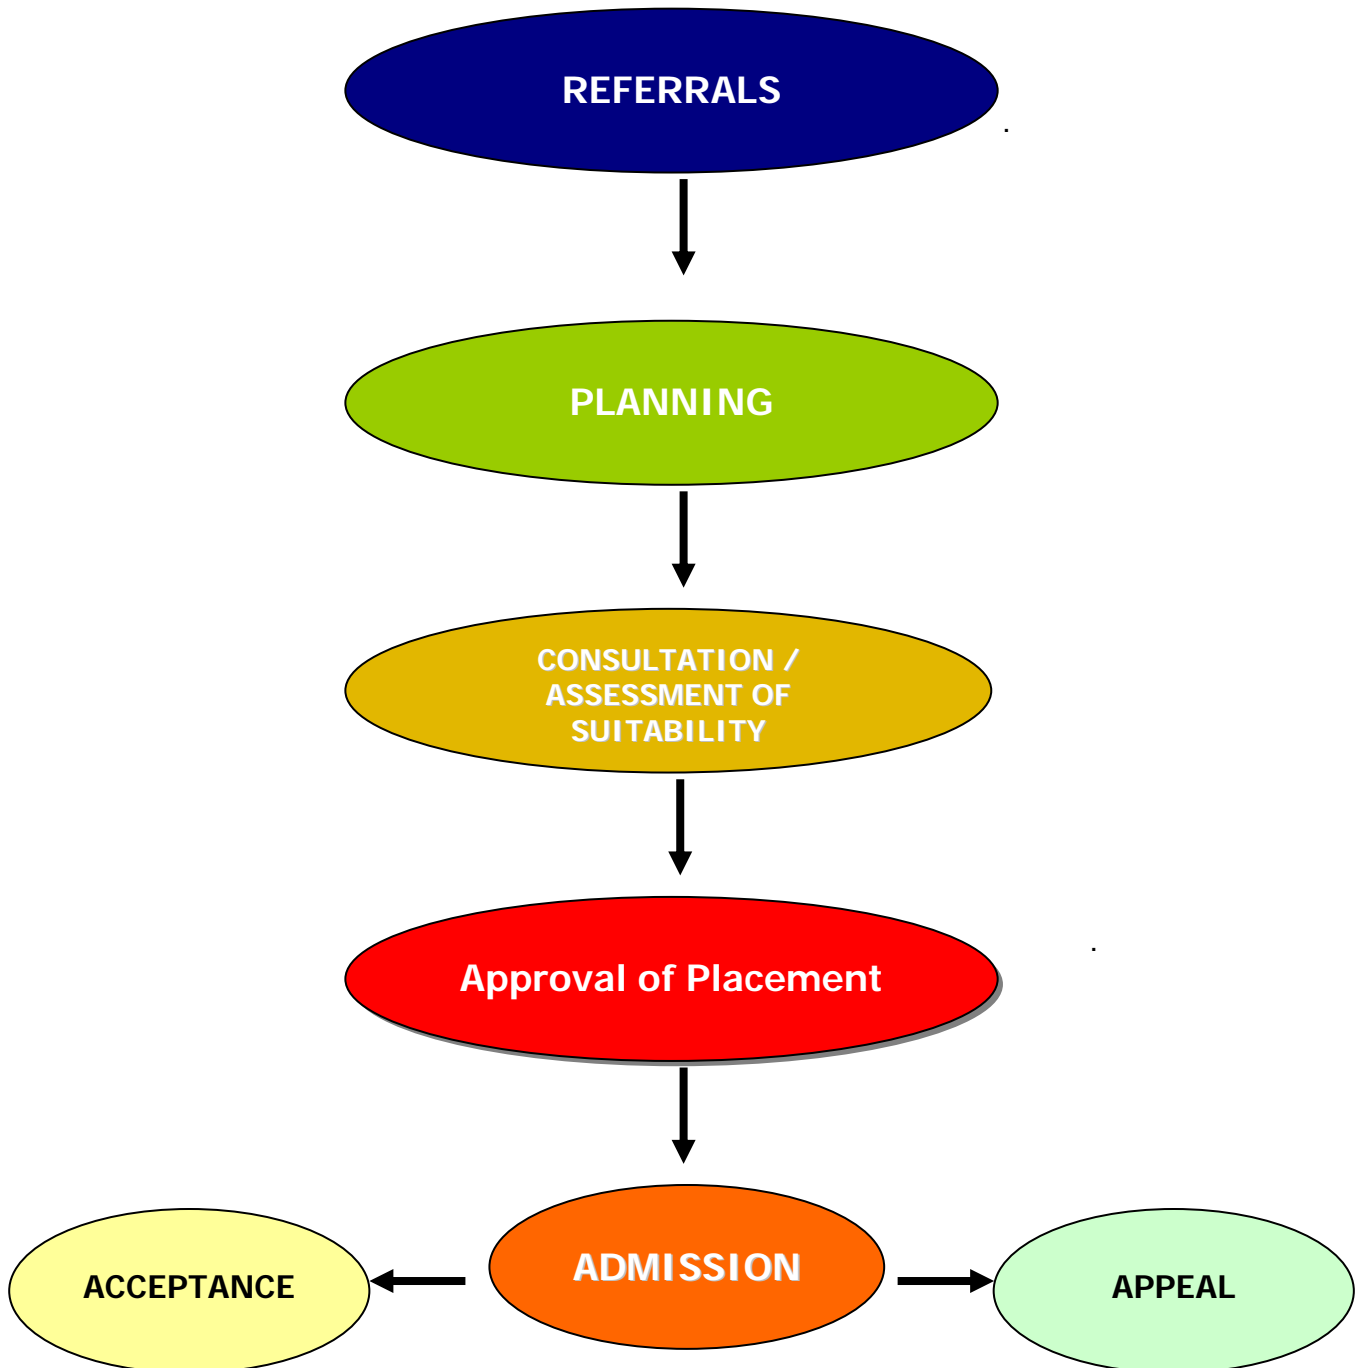 REFERRALS
.
PLANNING
CONSULTATION /
ASSESSMENT OF
SUITABILITY
.
Approval of Placement
ADMISSION
ACCEPTANCE
APPEAL